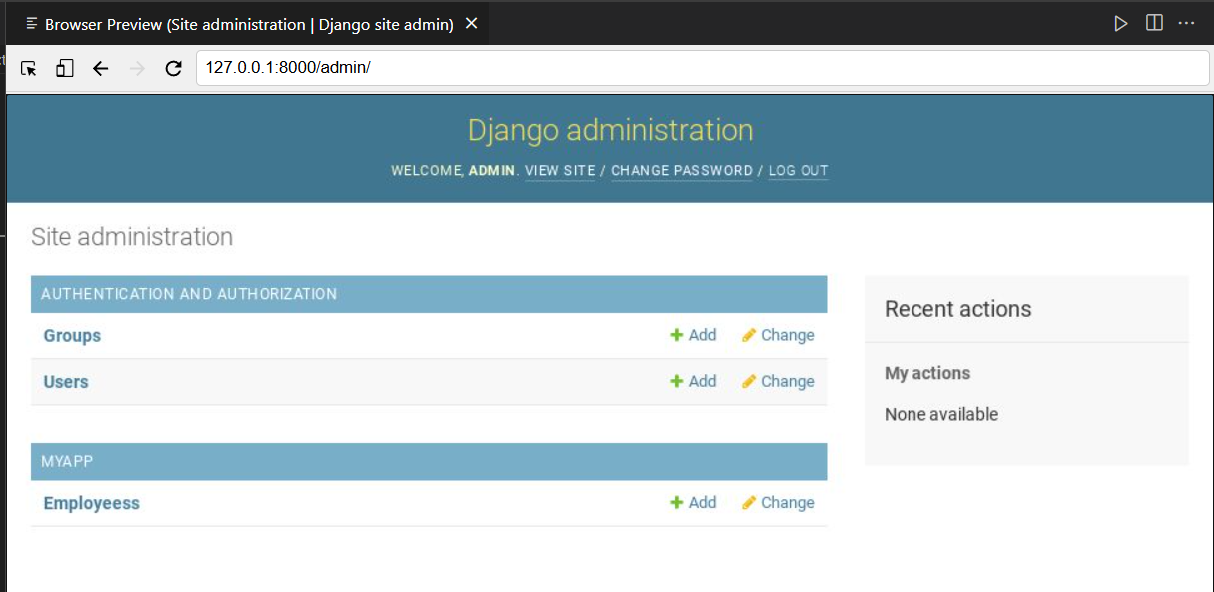 Browser Preview (Site administration | Django site admin)
127.0.0.1:8000/admin/
Django administration
WELCOME, ADMIN. VIEW SITE / CHANGE PASSWORD / LOG OUT
Site administration
AUTHENTICATION AND AUTHORIZATION
Groups Add Change
Users Add Change
MYAPP
Employeess Add Change
Recent actions
My actions
None available